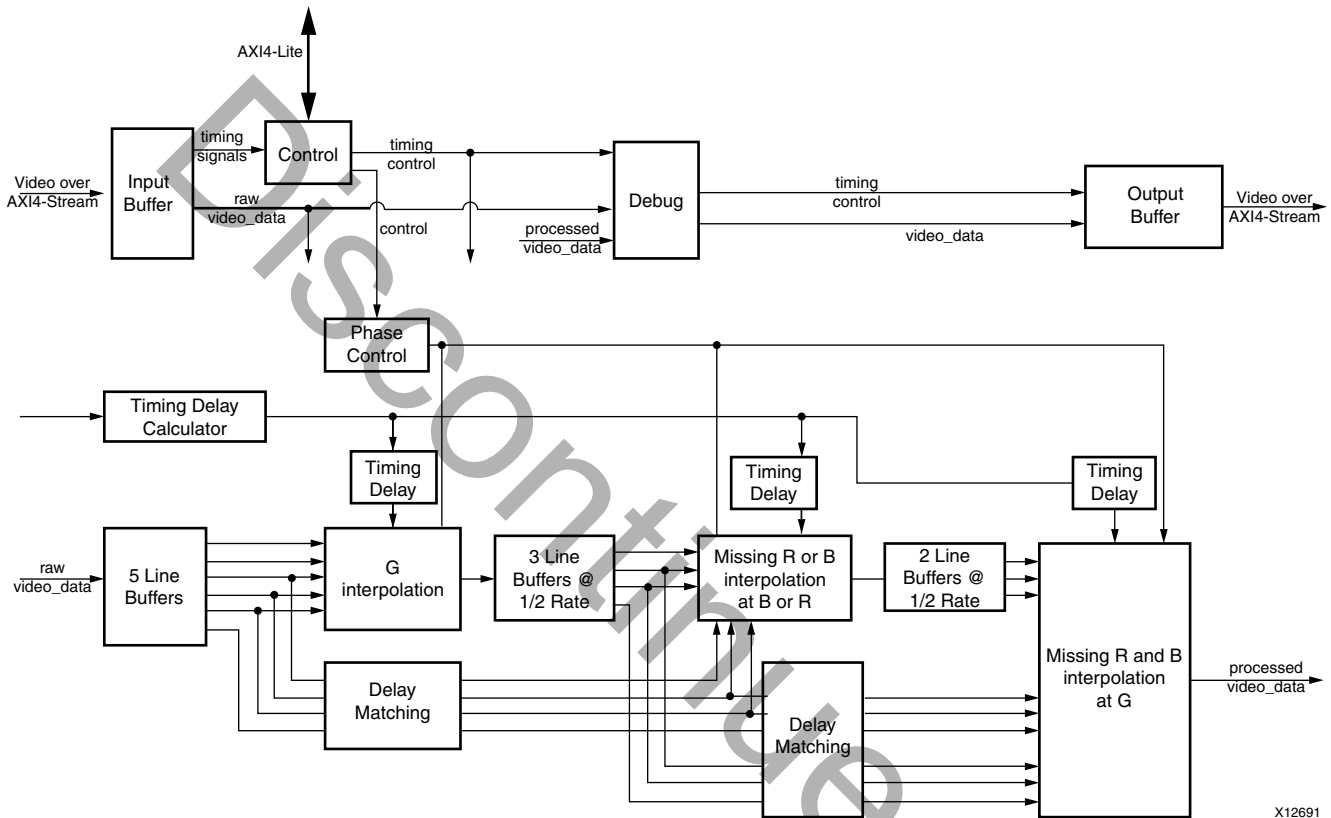 AXI4-Lite
Video over
AXI4-Stream
Input
Buffer
timing
signals
Control
timing
control
raw
video_data
control
processed
video_data
Debug
timing
control
video_data
Output
Buffer
Video over
AXI4-Stream
Phase
Control
Timing Delay
Calculator
Timing
Delay
Timing
Delay
Timing
Delay
raw
video_data
5 Line
Buffers
G
interpolation
3 Line
Buffers @
1/2 Rate
Missing R or B
interpolation
at B or R
2 Line
Buffers @
1/2 Rate
Missing R and B
interpolation
at G
processed
video_data
Delay
Matching
Delay
Matching
X12691
Discontinue